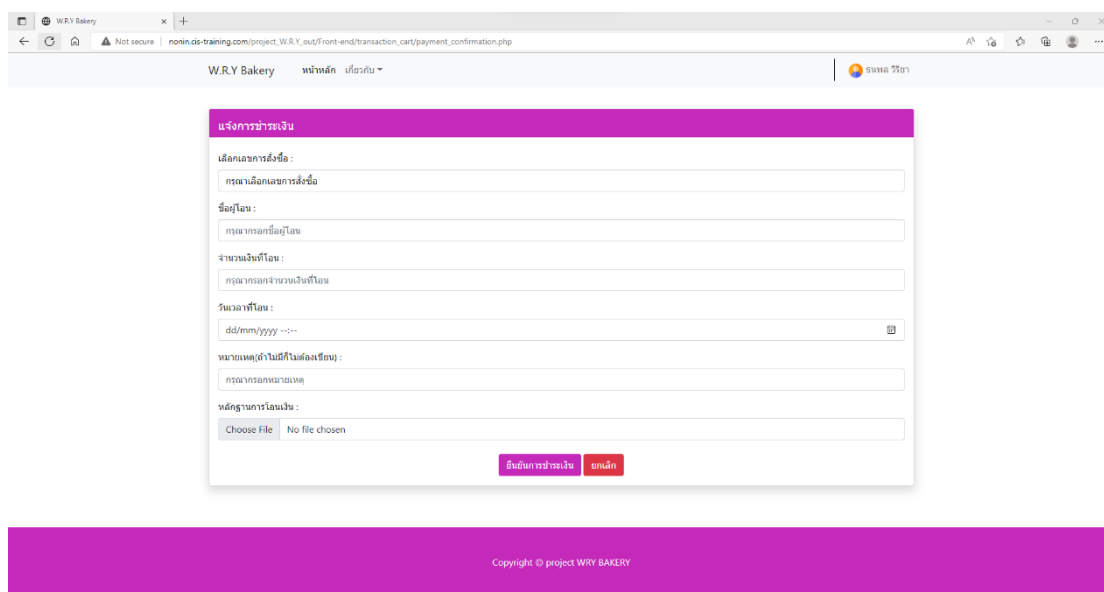 W.R.Y Bakery
Not secure | nonin.cis-training.com/project_W.R.Y_out/Front-end/transaction_cart/payment_confirmation.php
W.R.Y Bakery หน้าหลัก เกี่ยวกับ ธนพล วิริยา
แจ้งการชำระเงิน
เลือกเลขการสั่งซื้อ :
กรุณาเลือกเลขการสั่งซื้อ
ชื่อผู้โอน :
กรุณากรอกชื่อผู้โอน
จำนวนเงินที่โอน :
กรุณากรอกจำนวนเงินที่โอน
วันเวลาที่โอน :
dd/mm/yyyy --:--
หมายเหตุ(ถ้าไม่มีก็ไม่ต้องเขียน) :
กรุณากรอกหมายเหตุ
หลักฐานการโอนเงิน :
Choose File No file chosen
ยืนยันการชำระเงิน ยกเลิก
Copyright © project WRY BAKERY